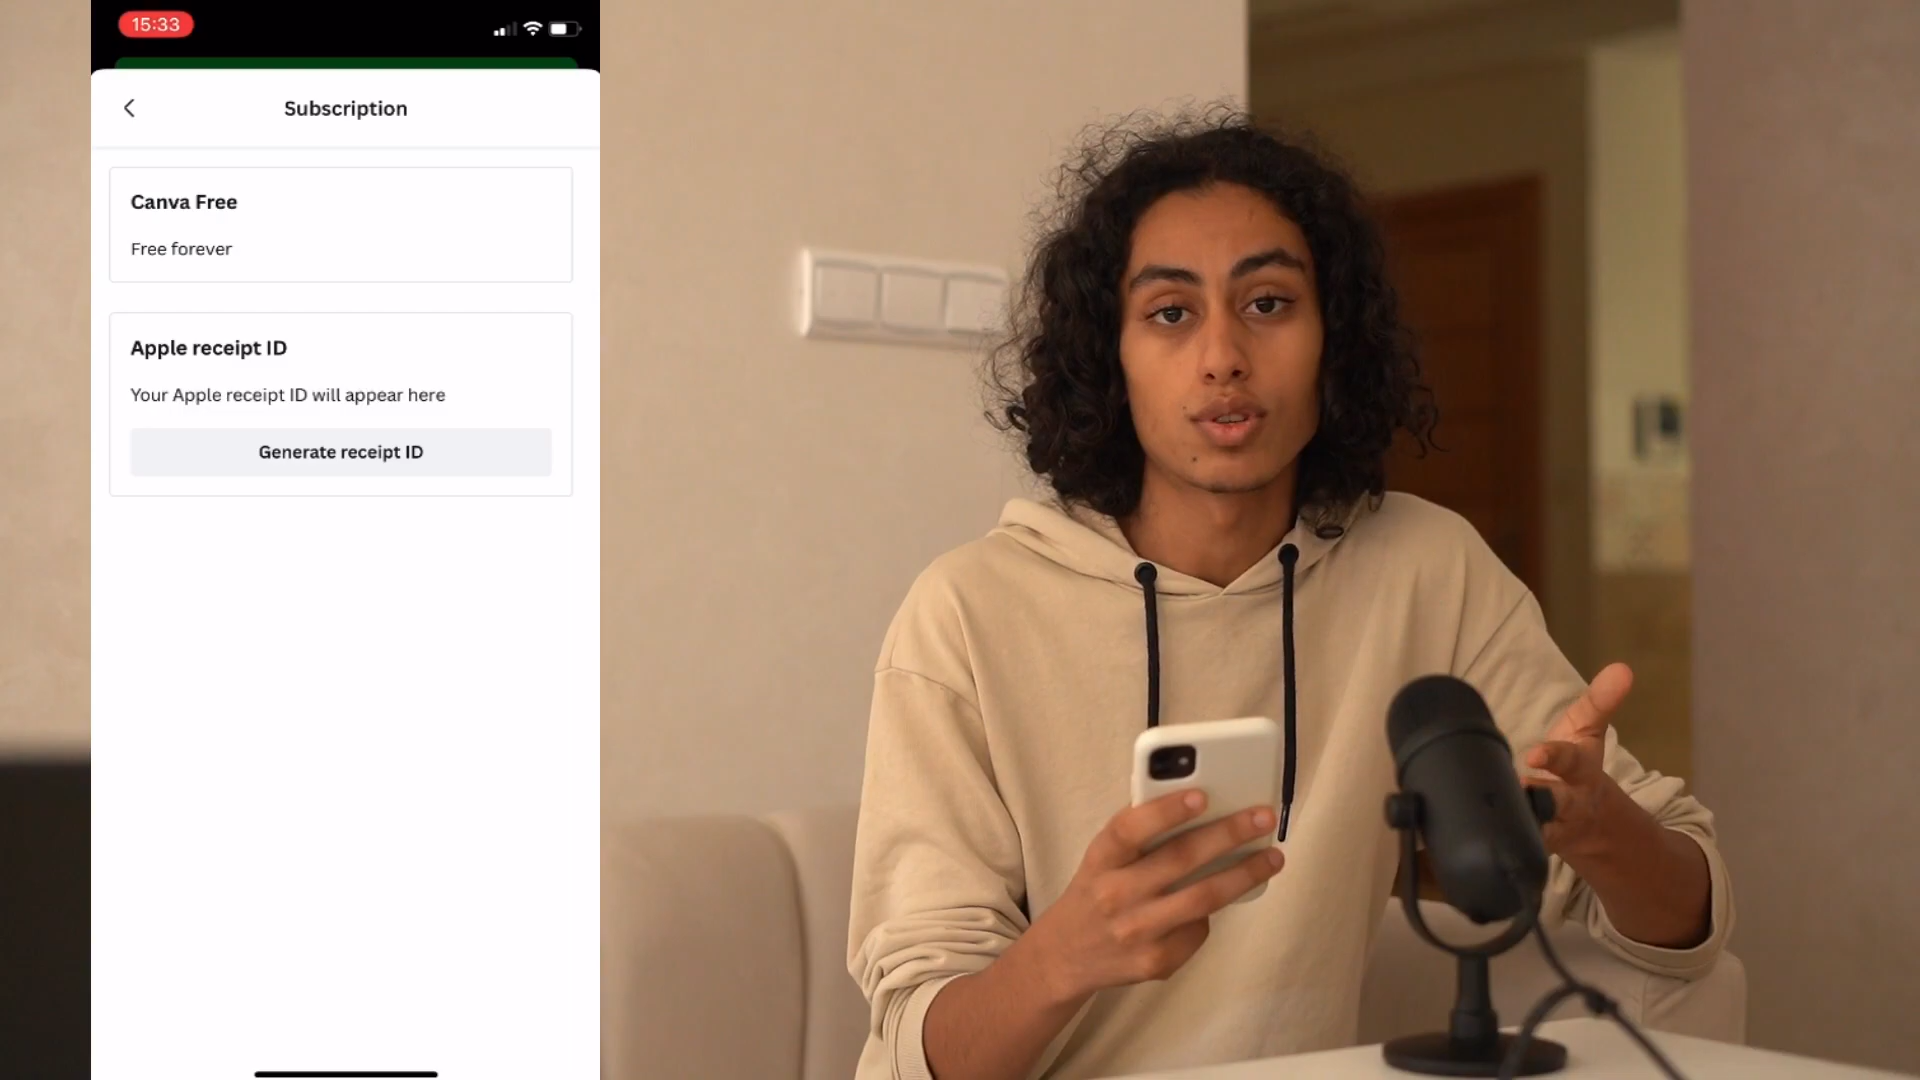 15:33
Subscription
Canva Free
Free forever
Apple receipt ID
Your Apple receipt ID will appear here
Generate receipt ID